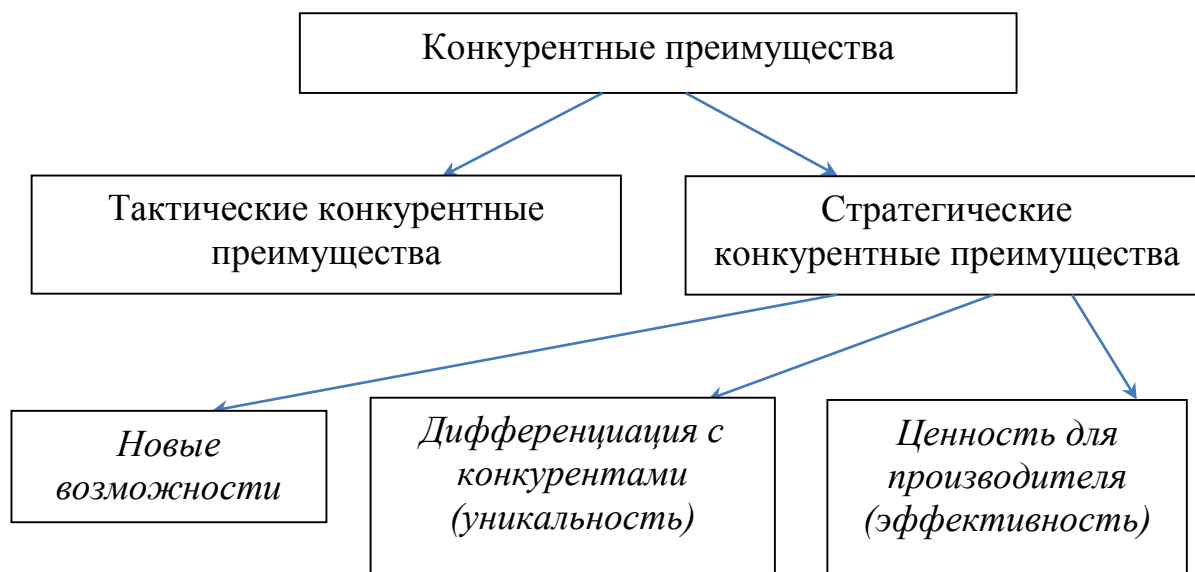 Конкурентные преимущества
Тактические конкурентные
преимущества
Стратегические
конкурентные преимущества
Новые
возможности
Дифференциация с
конкурентами
(уникальность)
Ценность для
производителя
(эффективность)